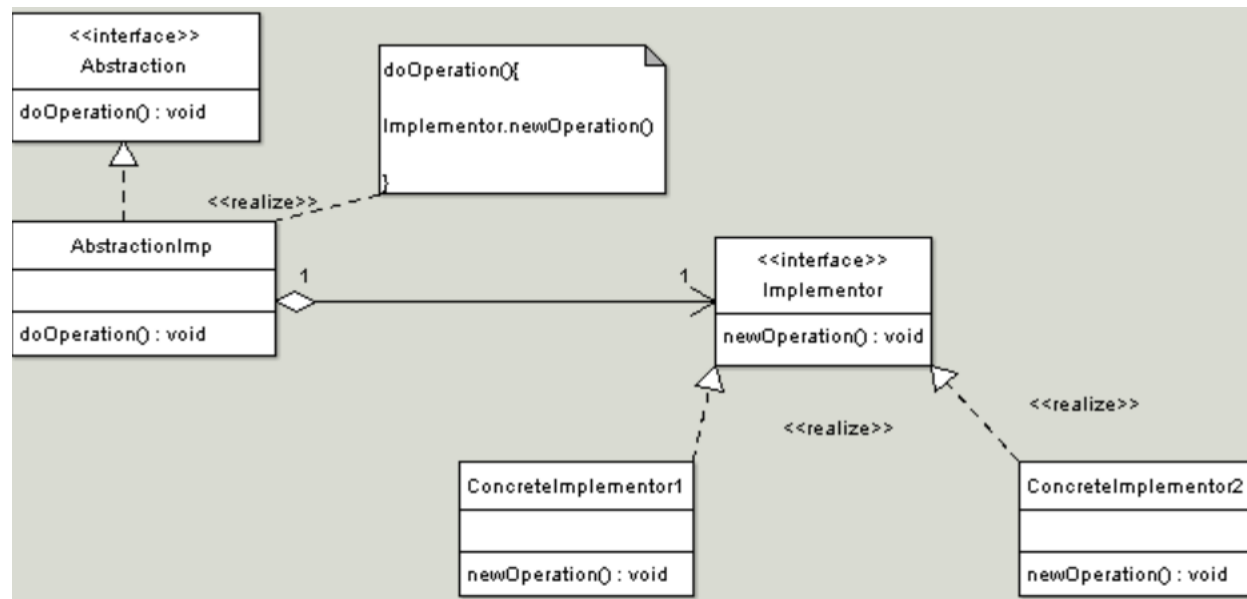 <<interface>>
Abstraction
doOperation() : void
doOperation(){
Implementor.newOperation()
}
<<realize>>
AbstractionImp
doOperation() : void
1
1
<<interface>>
Implementor
newOperation() : void
<<realize>>
<<realize>>
ConcreteImplementor1
newOperation() : void
ConcreteImplementor2
newOperation() : void